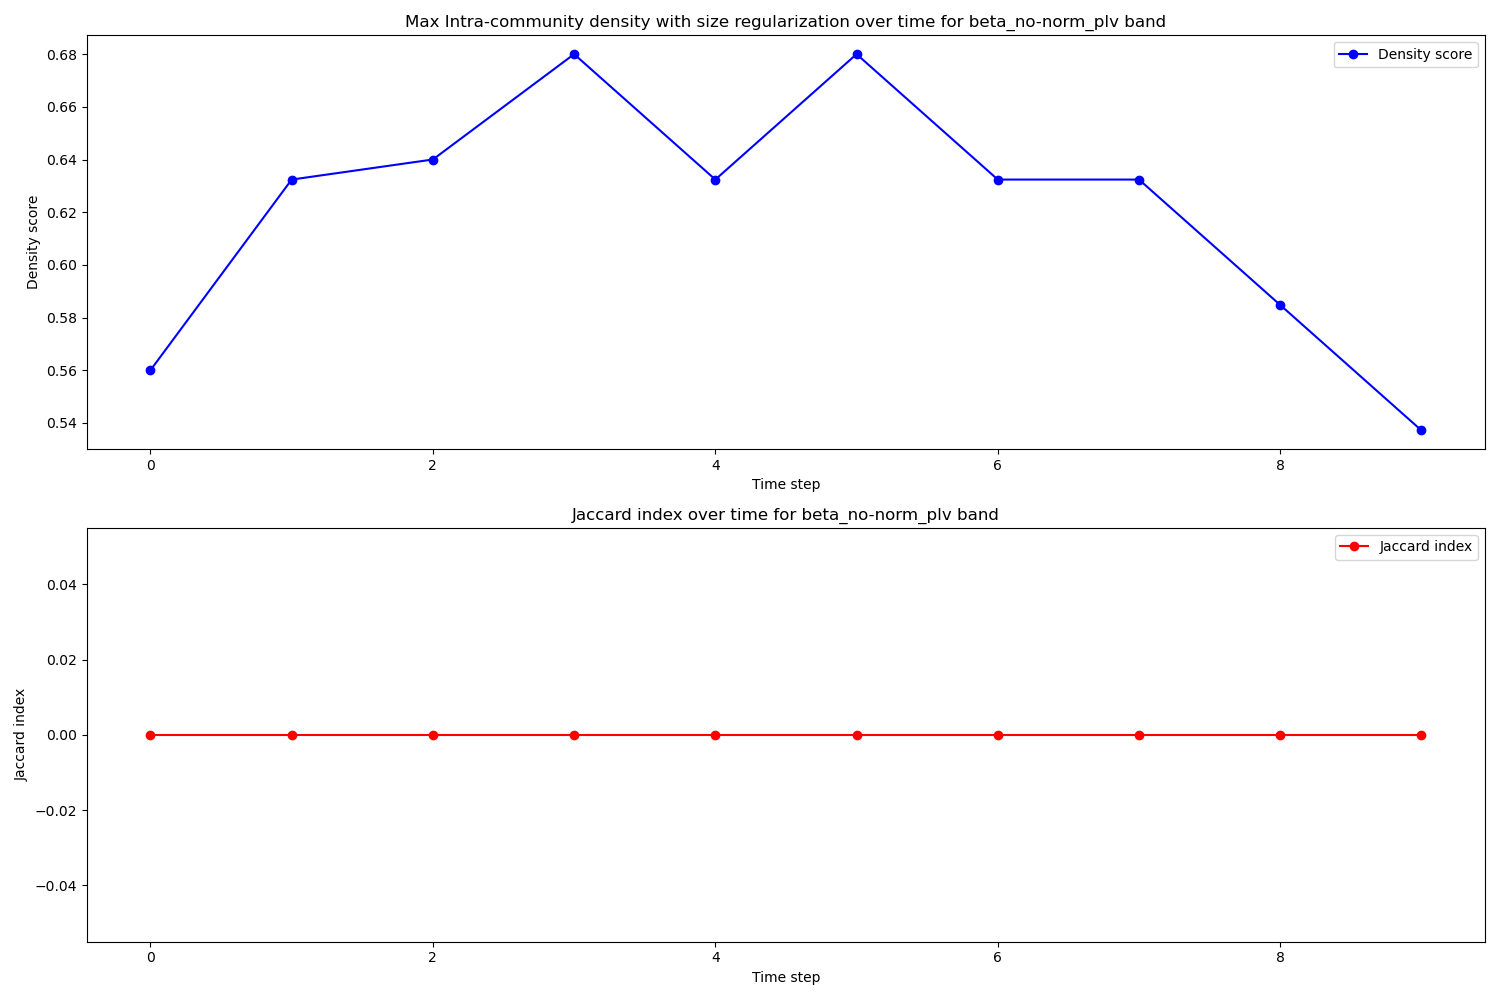 Max Intra-community density with size regularization over time for beta_no-norm_plv band
Density score
0.68
0.66
0.64
0.62
0.60
0.58
0.56
0.54
Density score
0 2 4 6 8
Time step
Jaccard index over time for beta_no-norm_plv band
Jaccard index
0.04
0.02
0.00
−0.02
−0.04
Jaccard index
0 2 4 6 8
Time step